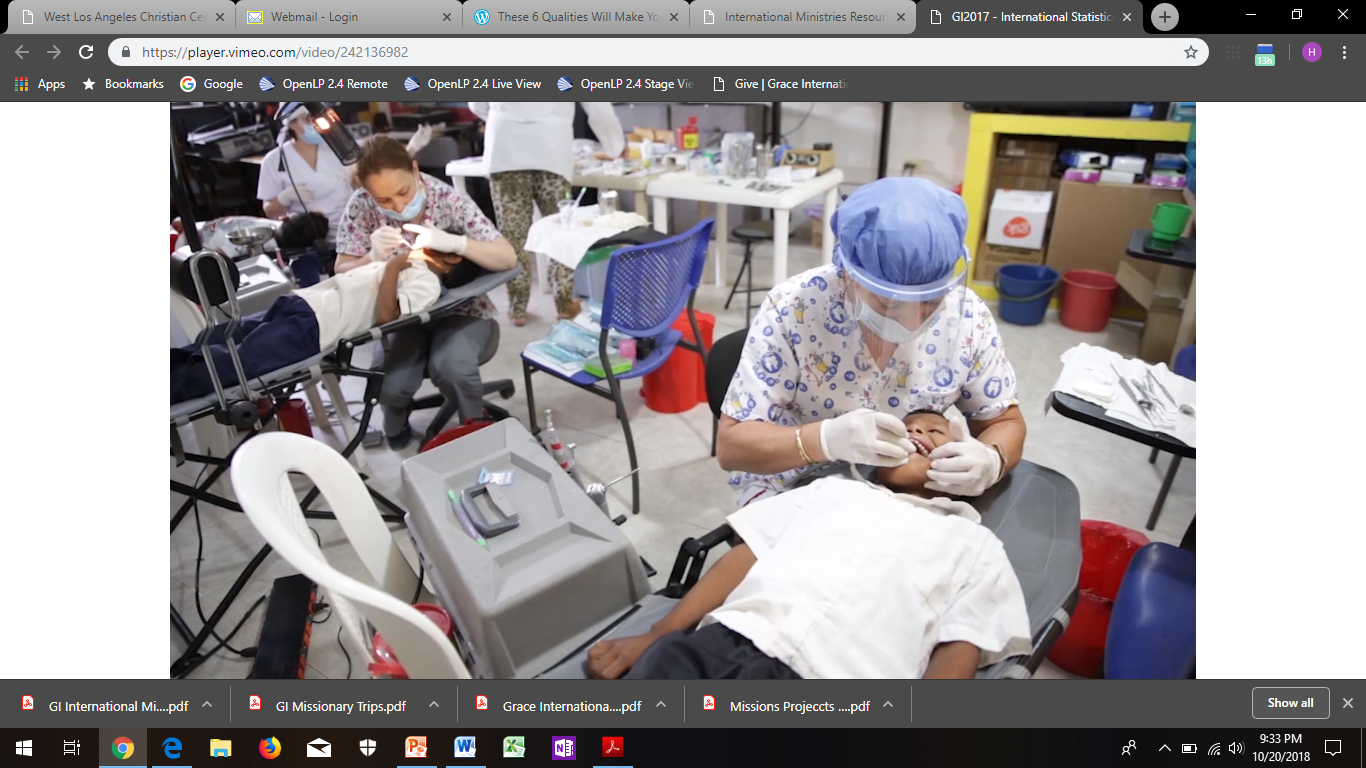 West Los Angeles Christian Ce
Webmail - Login
These 6 Qualities Will Make Yo
International Ministries Resour
GI2017 - International Statistic
https://player.vimeo.com/video/242136982
H
13h
Apps
Bookmarks
Google
OpenLP 2.4 Remote
OpenLP 2.4 Live View
OpenLP 2.4 Stage Vie
Give | Grace Internati
GI International Mi....pdf
GI Missionary Trips.pdf
Grace Internationa....pdf
Missions Projeccts ....pdf
Show all
9:33 PM
10/20/2018